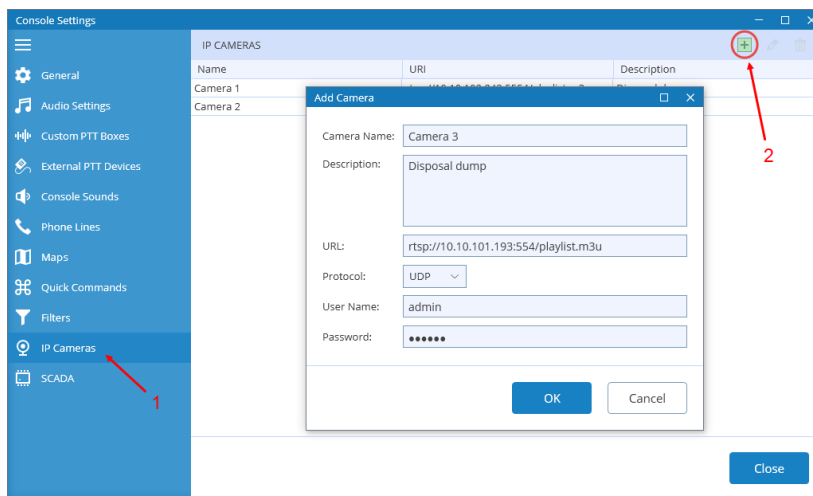 Console Settings
IP CAMERAS
General
Audio Settings
Custom PTT Boxes
External PTT Devices
Console Sounds
Phone Lines
Maps
Quick Commands
Filters
IP Cameras
SCADA
1
2
Name URI Description
Camera 1
Camera 2
Add Camera
Camera Name: Camera 3
Description: Disposal dump
URL: rtsp://10.10.101.193:554/playlist.m3u
Protocol: UDP
User Name: admin
Password: ••••••
OK Cancel
Close